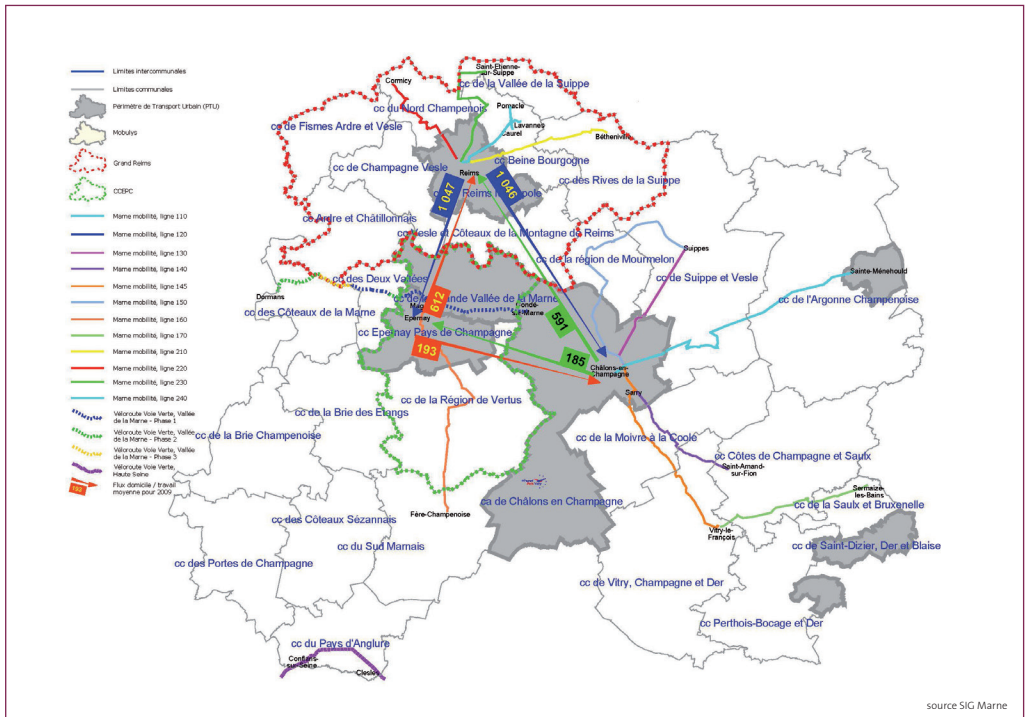 Limites intercommunales
Limites communales
Périmètre de Transport Urbain (PTU)
Mobulys
Grand Reims
CCEPC
Marne mobilité, ligne 110
Marne mobilité, ligne 120
Marne mobilité, ligne 130
Marne mobilité, ligne 140
Marne mobilité, ligne 145
Marne mobilité, ligne 150
Marne mobilité, ligne 160
Marne mobilité, ligne 170
Marne mobilité, ligne 210
Marne mobilité, ligne 220
Marne mobilité, ligne 230
Marne mobilité, ligne 240
Véloroute Voie Verte, Vallée
de la Marne - Phase 1
Véloroute Voie Verte, Vallée
de la Marne - Phase 2
Véloroute Voie Verte, Vallée
de la Marne - Phase 3
Véloroute Voie Verte,
Haute Seine
193
Flux domicile / travail
moyenne pour 2009
Saint-Etienne-
sur-Suippe
cc de la Vallée de la Suippe
Cormicy
cc du Nord Champenois
Pomacle
Lavannes
Caurel
cc de Fismes Ardre et Vesle
Bétheniville
cc Beine Bourgogne
cc de Champagne Vesle
Reims
cc des Rives de la Suippe
1 047
1 046
Reims
cc Ardre et Châtillonnais
cc Vesle et Côteaux de la Montagne de Reims
Suippes
cc de la région de Mourmelon
cc de Suippe et Vesle
Sainte-Ménehould
cc de l'Argonne Champenoise
cc des Deux Vallées
Dormans
cc des Côteaux de la Marne
Vallée de la Marne
612
Epernay
cc Epernay Pays de Champagne
591
193
185
Châlons-en-
Champagne
Sarry
cc de la Région de Vertus
cc de la Brie des Etangs
cc de la Brie Champenoise
cc de la Moivre à la Coole
cc Côtes de Champagne et Saulx
Saint-Amand-
sur-Fion
Sermaize-
les-Bains
cc de la Saulx et Bruxenelle
ca de Châlons en Champagne
Fère-Champenoise
cc des Côteaux Sézannais
Vitry-le-
François
cc de Saint-Dizier, Der et Blaise
cc du Sud Marnais
cc des Portes de Champagne
cc de Vitry, Champagne et Der
cc Perthois-Bocage et Der
cc du Pays d'Anglure
Conflans-
sur-Seine
Clesles
source SIG Marne